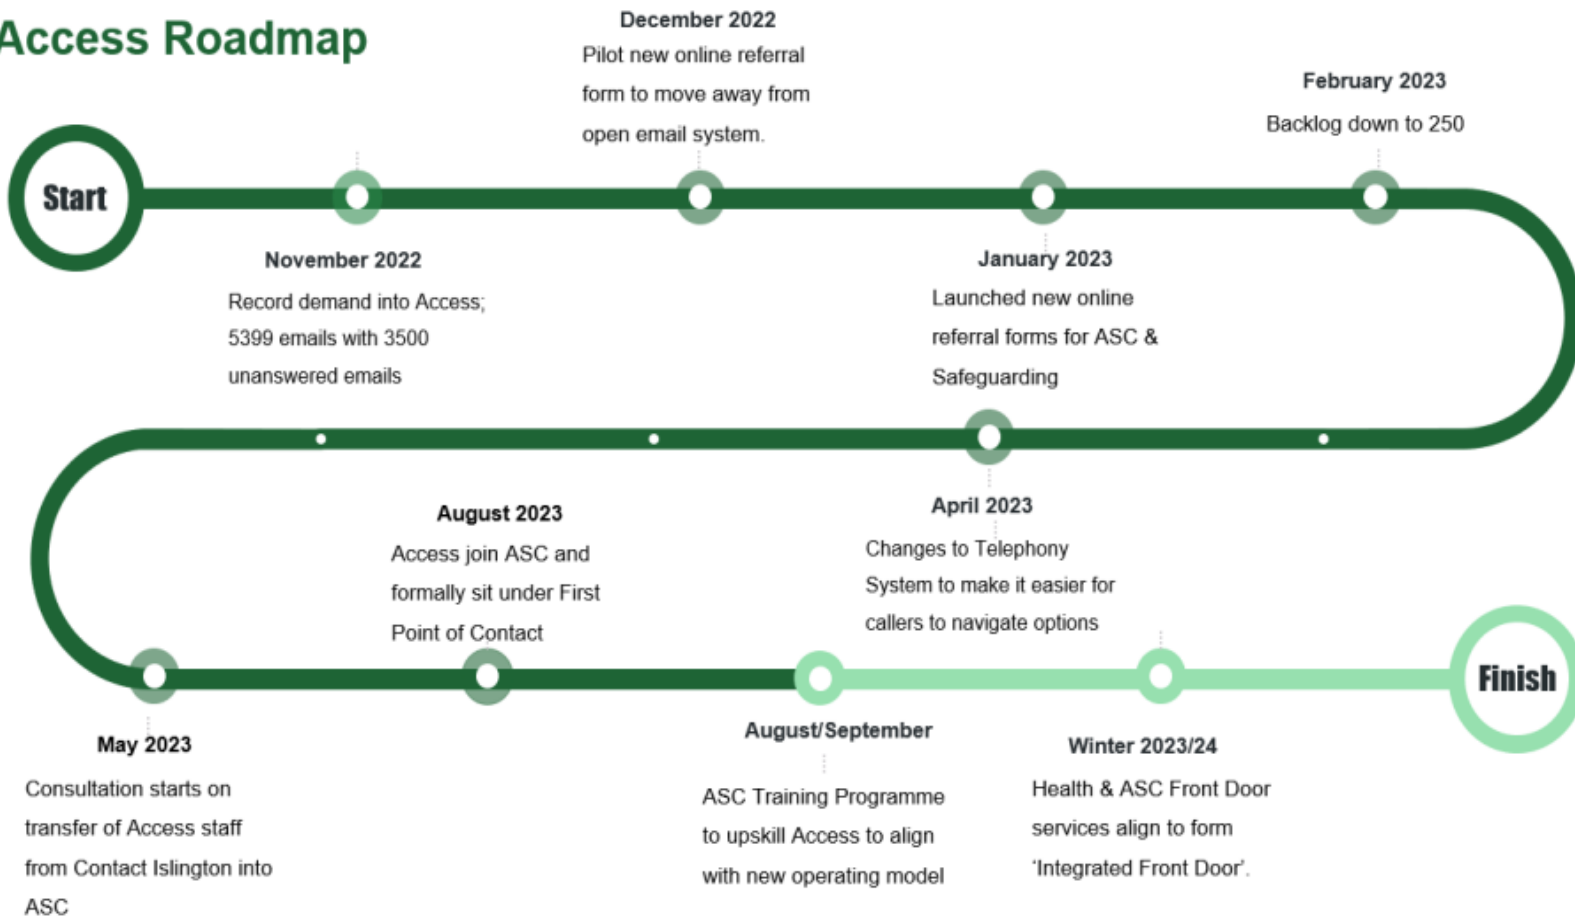 Access Roadmap
Start
November 2022
Record demand into Access;
5399 emails with 3500
unanswered emails
December 2022
Pilot new online referral
form to move away from
open email system.
January 2023
Launched new online
referral forms for ASC &
Safeguarding
February 2023
Backlog down to 250
April 2023
Changes to Telephony
System to make it easier for
callers to navigate options
May 2023
Consultation starts on
transfer of Access staff
from Contact Islington into
ASC
August 2023
Access join ASC and
formally sit under First
Point of Contact
August/September
ASC Training Programme
to upskill Access to align
with new operating model
Winter 2023/24
Health & ASC Front Door
services align to form
‘Integrated Front Door’.
Finish